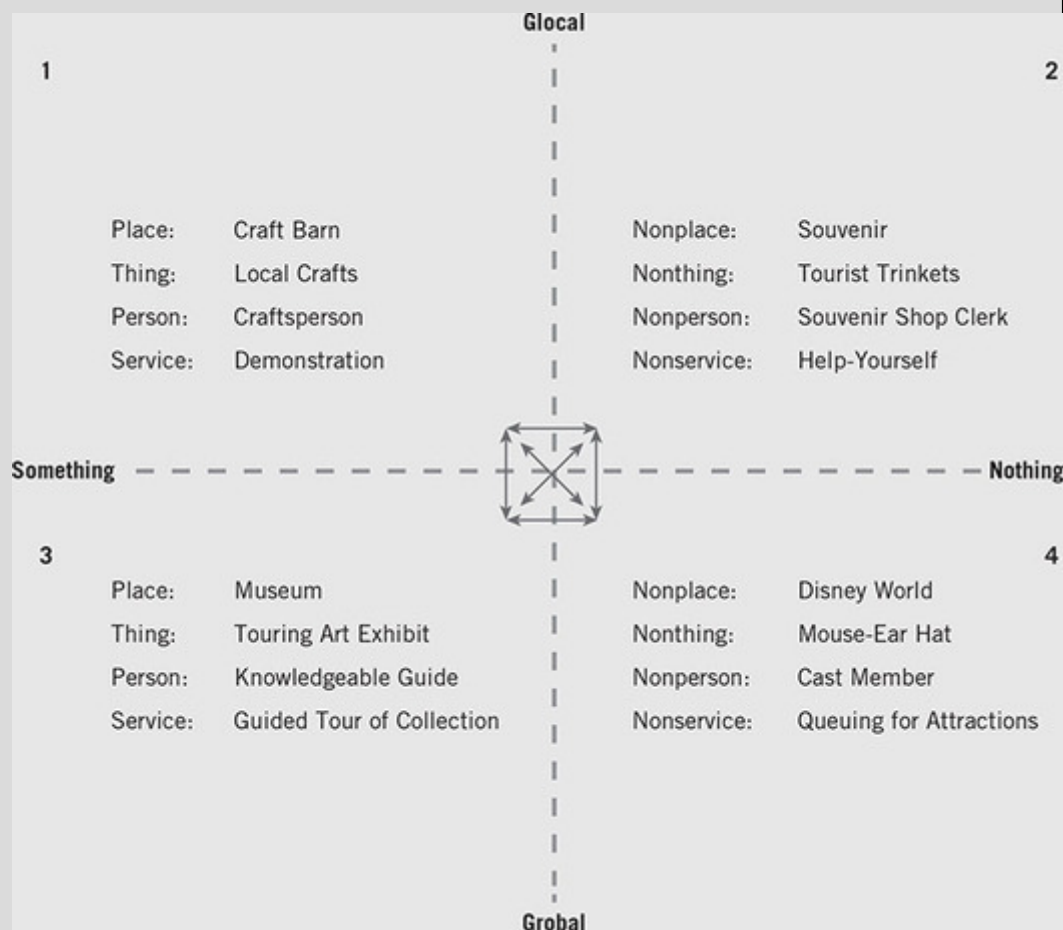 Glocal
1
2
Place: Craft Barn
Thing: Local Crafts
Person: Craftsperson
Service: Demonstration
Nonplace: Souvenir
Nonthing: Tourist Trinkets
Nonperson: Souvenir Shop Clerk
Nonservice: Help-Yourself
Something
Nothing
3
4
Place: Museum
Thing: Touring Art Exhibit
Person: Knowledgeable Guide
Service: Guided Tour of Collection
Nonplace: Disney World
Nonthing: Mouse-Ear Hat
Nonperson: Cast Member
Nonservice: Queuing for Attractions
Grobal